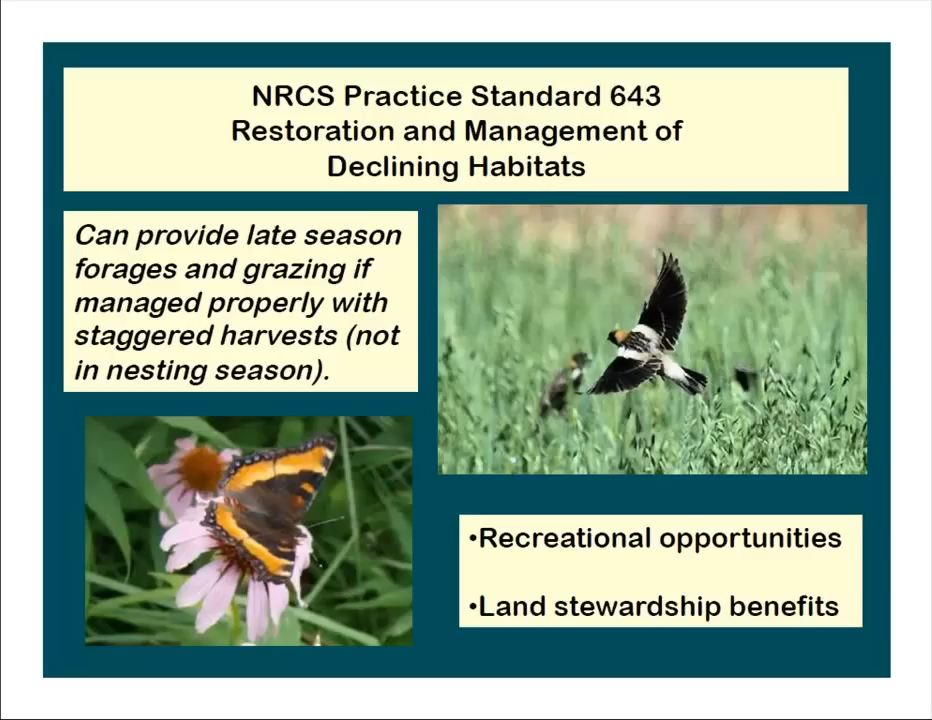 NRCS Practice Standard 643
Restoration and Management of
Declining Habitats
Can provide late season
forages and grazing if
managed properly with
staggered harvests (not
in nesting season).
•Recreational opportunities
•Land stewardship benefits